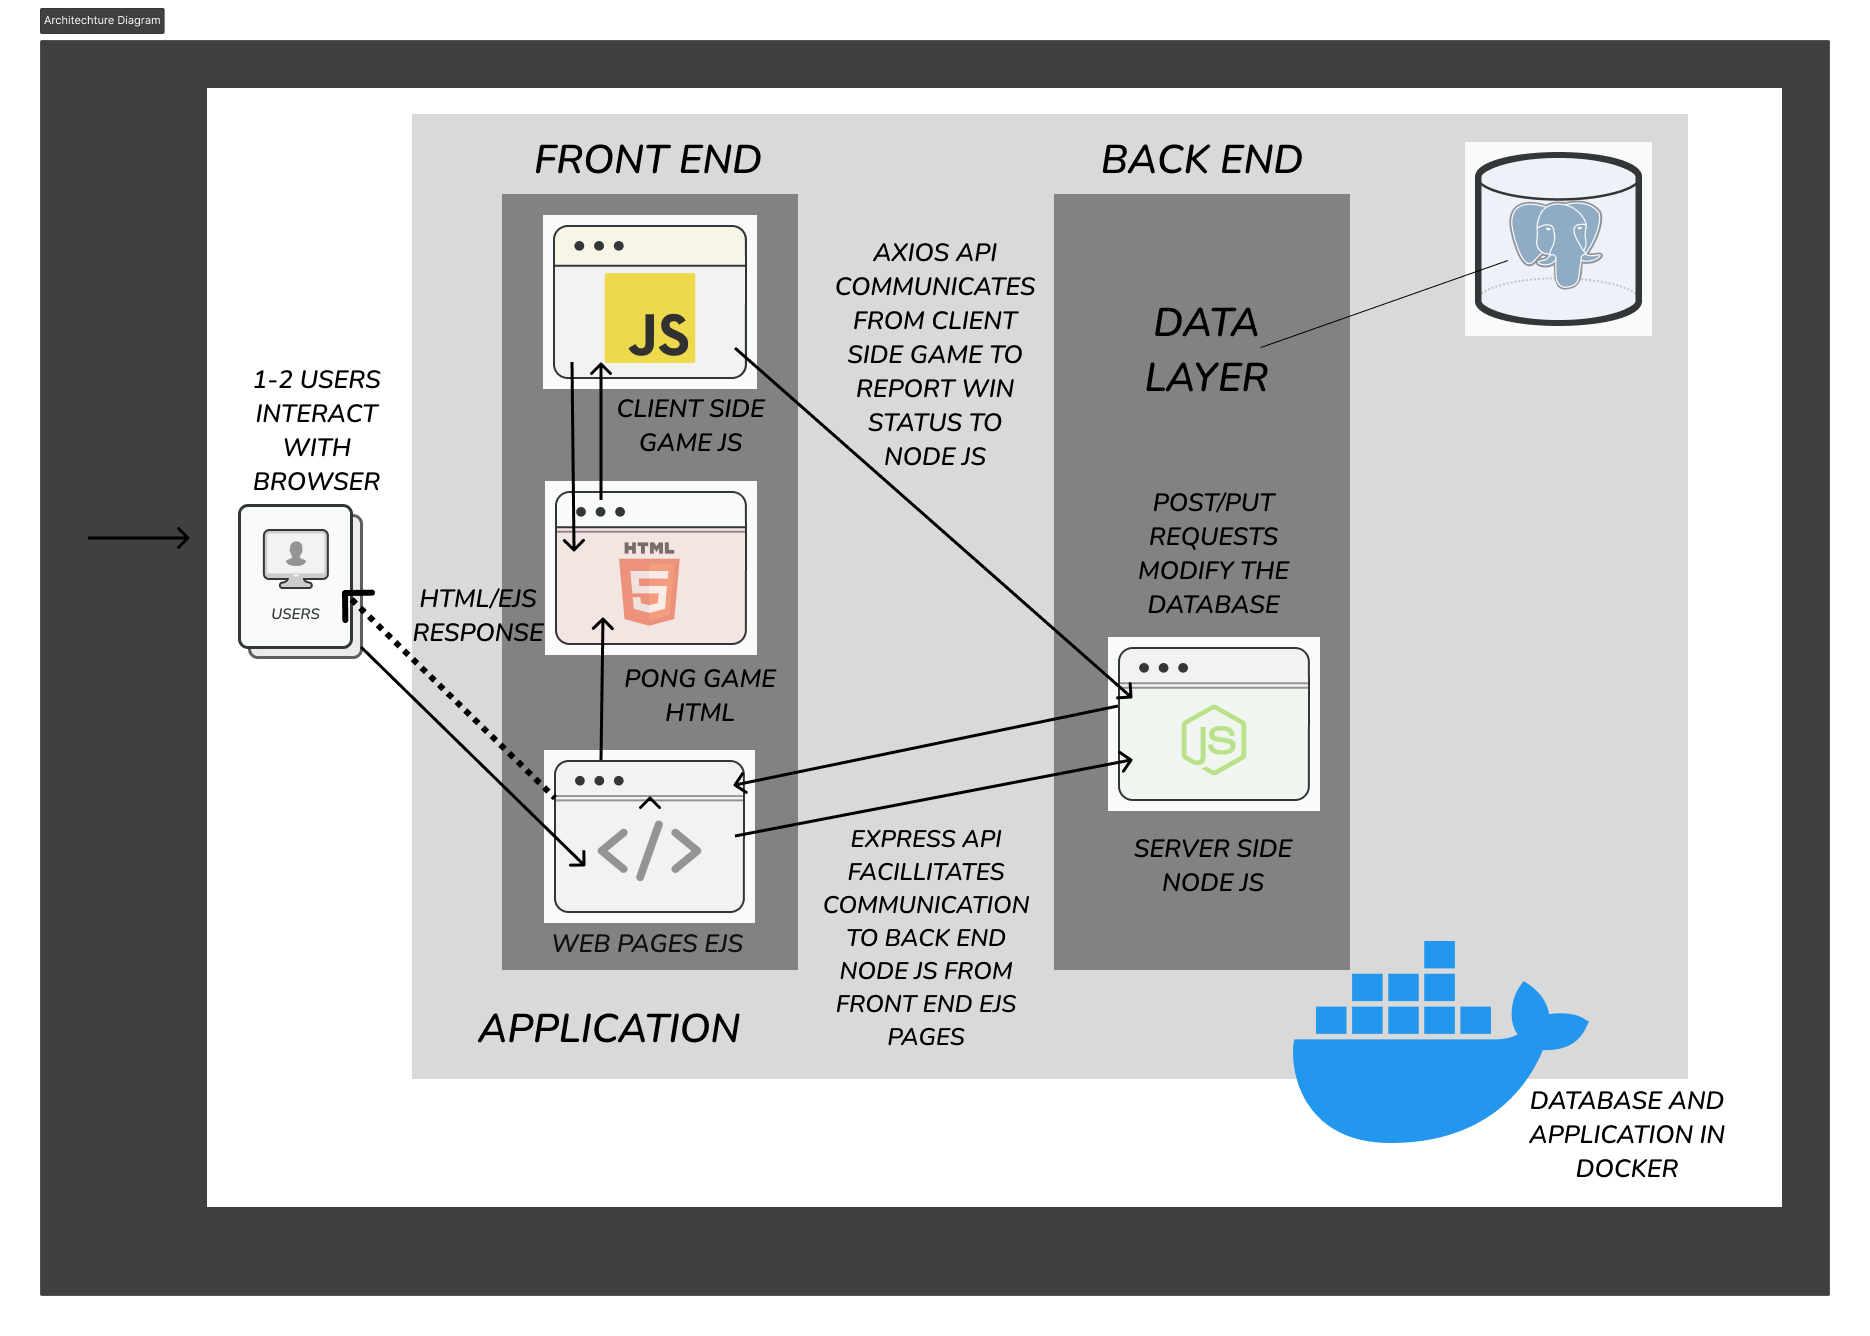 Architechture Diagram
FRONT END
BACK END
JS
CLIENT SIDE
GAME JS
AXIOS API
COMMUNICATES
FROM CLIENT
SIDE GAME TO
REPORT WIN
STATUS TO
NODE JS
DATA
LAYER
1-2 USERS
INTERACT
WITH
BROWSER
USERS
HTML/EJS
RESPONSE
HTML
5
PONG GAME
HTML
POST/PUT
REQUESTS
MODIFY THE
DATABASE
JS
SERVER SIDE
NODE JS
</>
WEB PAGES EJS
EXPRESS API
FACILLITATES
COMMUNICATION
TO BACK END
NODE JS FROM
FRONT END EJS
PAGES
APPLICATION
DATABASE AND
APPLICATION IN
DOCKER